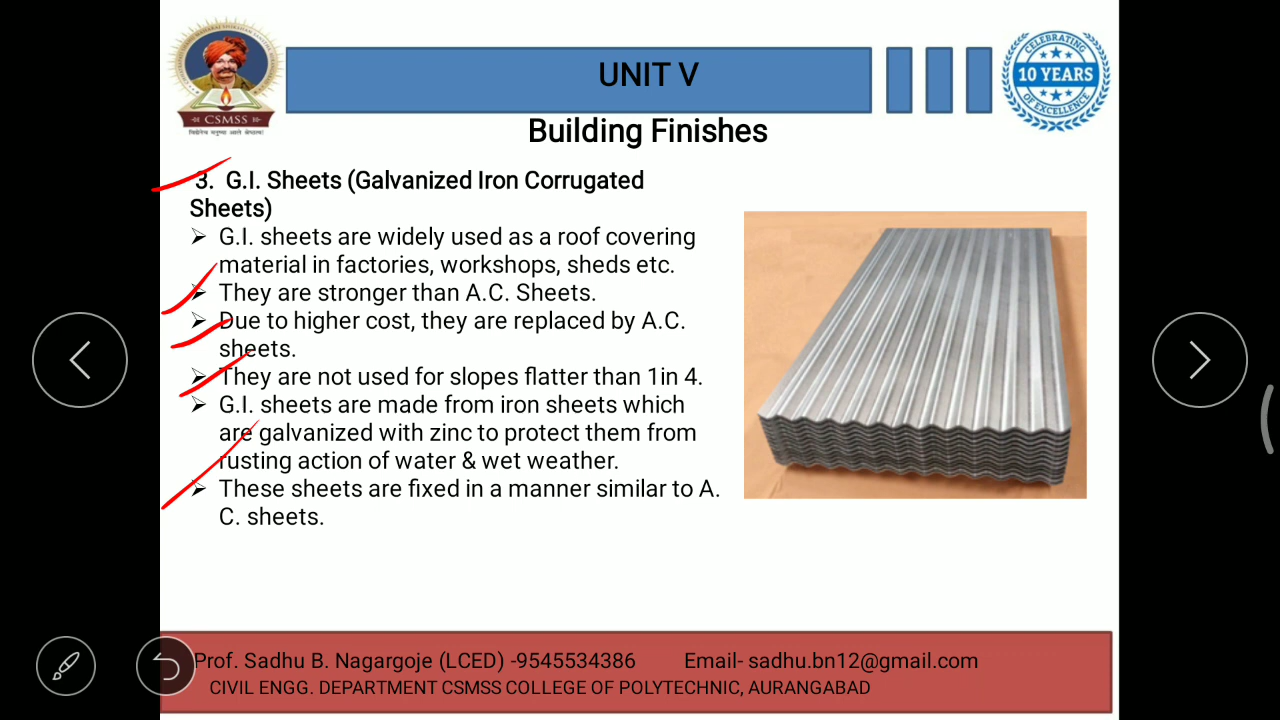 UNIT V
CELEBRATING
10 YEARS
OF EXCELLENCE
CSMSS
Building Finishes
3. G.I. Sheets (Galvanized Iron Corrugated
Sheets)
➢ G.I. sheets are widely used as a roof covering
material in factories, workshops, sheds etc.
➢ They are stronger than A.C. Sheets.
➢ Due to higher cost, they are replaced by A.C.
sheets.
➢ They are not used for slopes flatter than 1in 4.
➢ G.I. sheets are made from iron sheets which
are galvanized with zinc to protect them from
rusting action of water & wet weather.
➢ These sheets are fixed in a manner similar to A.
C. sheets.
Prof. Sadhu B. Nagargoje (LCED) -9545534386 Email- sadhu.bn12@gmail.com
CIVIL ENGG. DEPARTMENT CSMSS COLLEGE OF POLYTECHNIC, AURANGABAD